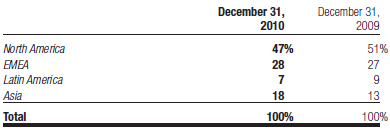 December 31, 2010 December 31, 2009
North America 47% 51%
EMEA 28 27
Latin America 7 9
Asia 18 13
Total 100% 100%